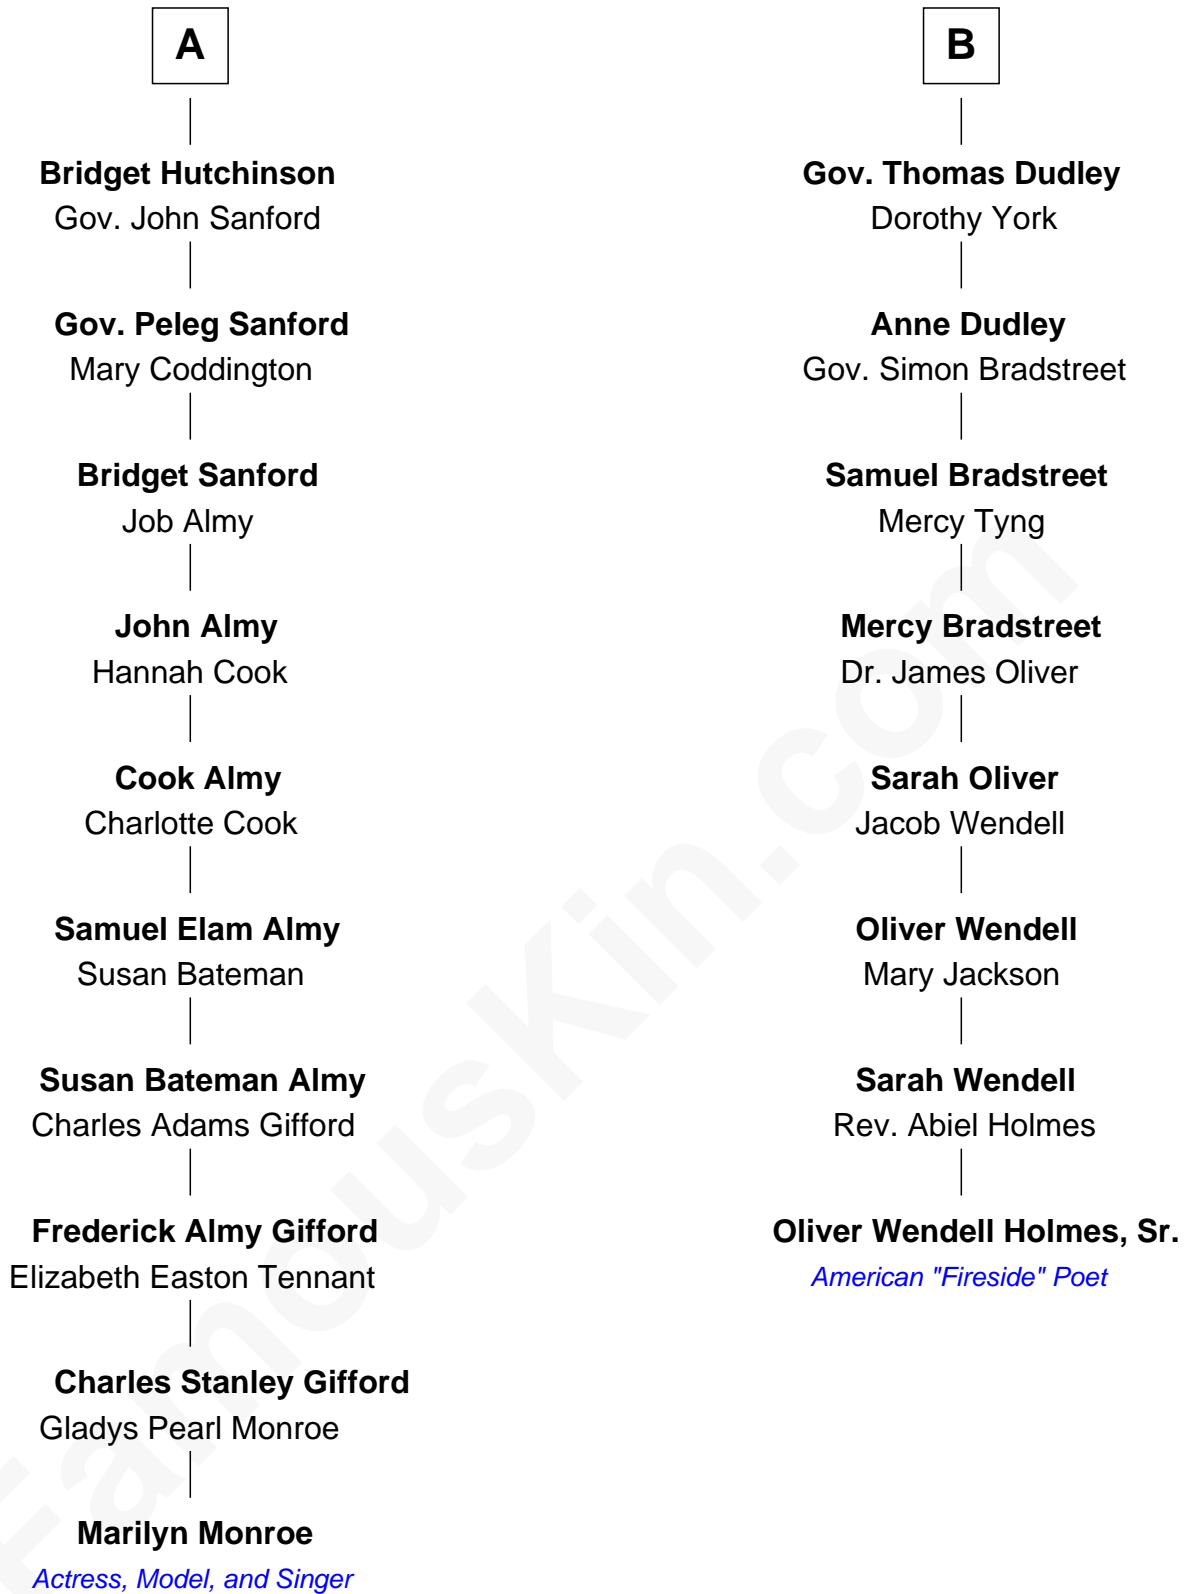 A
Bridget Hutchinson
Gov. John Sanford
Gov. Peleg Sanford
Mary Coddington
Bridget Sanford
Job Almy
John Almy
Hannah Cook
Cook Almy
Charlotte Cook
Samuel Elam Almy
Susan Bateman
Susan Bateman Almy
Charles Adams Gifford
Frederick Almy Gifford
Elizabeth Easton Tennant
Charles Stanley Gifford
Gladys Pearl Monroe
Marilyn Monroe
Actress, Model, and Singer
B
Gov. Thomas Dudley
Dorothy York
Anne Dudley
Gov. Simon Bradstreet
Samuel Bradstreet
Mercy Tyng
Mercy Bradstreet
Dr. James Oliver
Sarah Oliver
Jacob Wendell
Oliver Wendell
Mary Jackson
Sarah Wendell
Rev. Abiel Holmes
Oliver Wendell Holmes, Sr.
American "Fireside" Poet
FamousKin.com